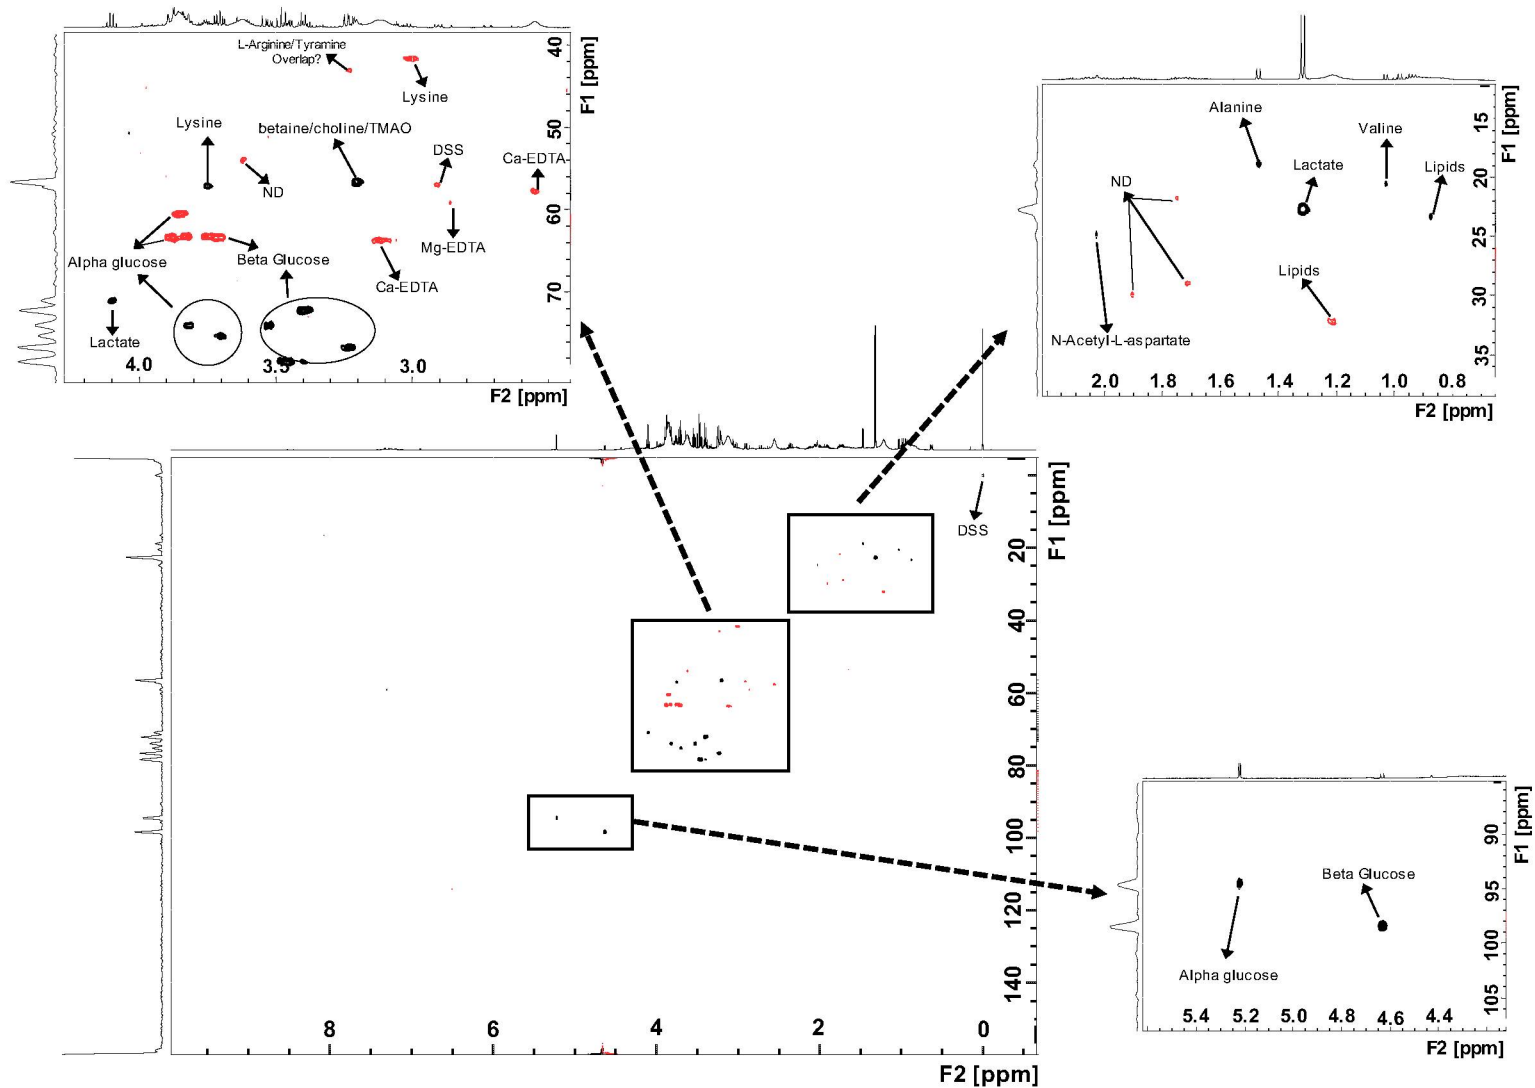 L-Arginine/Tyramine
Overlap?
Lysine
Lysine
betaine/choline/TMAO
DSS
Ca-EDTA
ND
Mg-EDTA
Alpha glucose
Beta Glucose
Ca-EDTA
Lactate
40
50
60
70
F1 [ppm]
4.0
3.5
3.0
F2 [ppm]
Alanine
Valine
Lactate
Lipids
ND
Lipids
N-Acetyl-L-aspartate
15
20
25
30
35
F1 [ppm]
2.0
1.8
1.6
1.4
1.2
1.0
0.8
F2 [ppm]
DSS
20
40
60
80
100
120
140
F1 [ppm]
8
6
4
2
0
F2 [ppm]
Beta Glucose
Alpha glucose
90
95
100
105
F1 [ppm]
5.4
5.2
5.0
4.8
4.6
4.4
F2 [ppm]